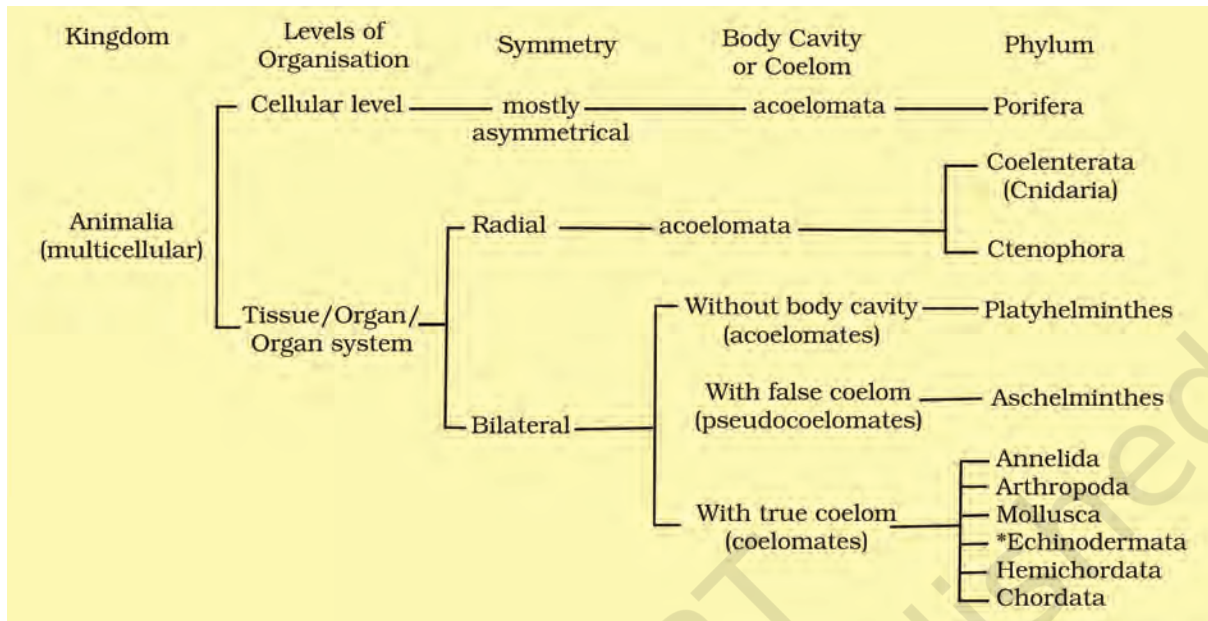 Kingdom
Levels of
Organisation
Symmetry
Body Cavity
or Coelom
Phylum
Cellular level
mostly
asymmetrical
acoelomata
Porifera
Animalia
(multicellular)
Tissue/Organ/
Organ system
Radial
acoelomata
Coelenterata
(Cnidaria)
Ctenophora
Bilateral
Without body cavity
(acoelomates)
Platyhelminthes
With false coelom
(pseudocoelomates)
Aschelminthes
With true coelom
(coelomates)
Annelida
Arthropoda
Mollusca
*Echinodermata
Hemichordata
Chordata